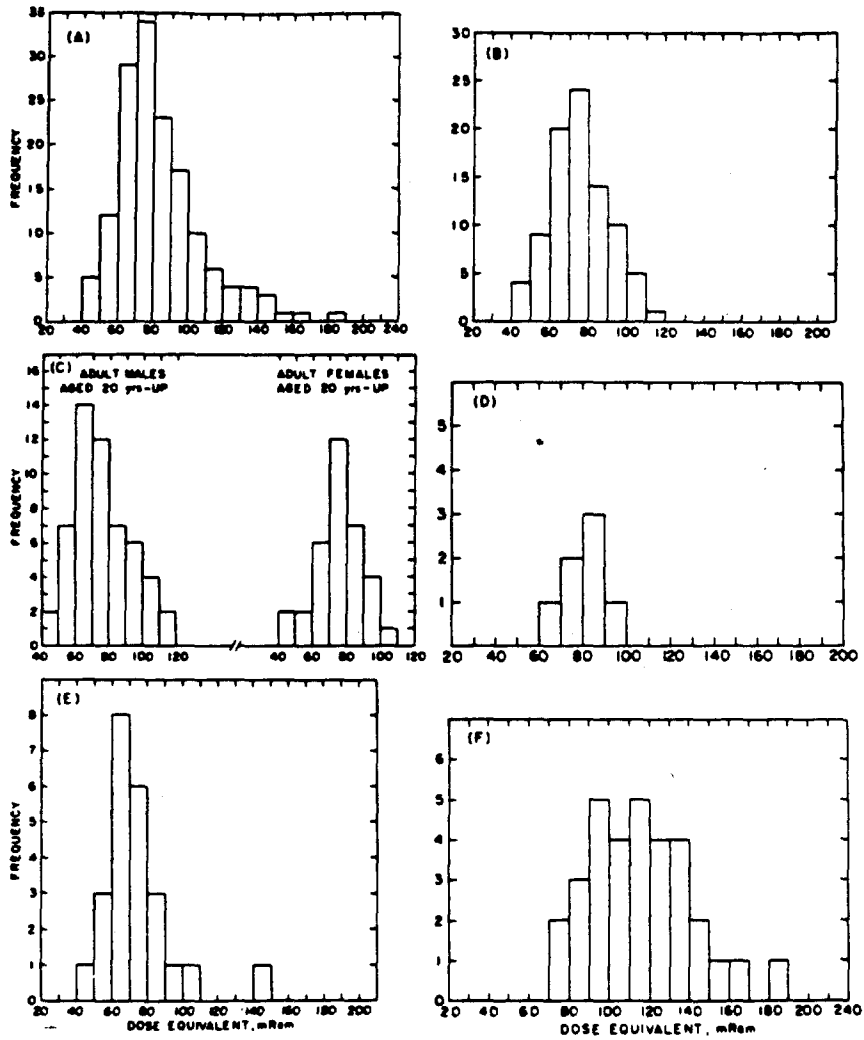 (A)
FREQUENCY
35
30
25
20
15
10
5
0
20 40 60 80 100 120 140 160 180 200 220 240
(B)
30
25
20
15
10
5
0
20 40 60 80 100 120 140 160 180 200
(C)
ADULT MALES
AGED 20 yrs-UP
ADULT FEMALES
AGED 20 yrs-UP
FREQUENCY
16
14
12
10
8
6
4
2
0
40 60 80 100 120 40 60 80 100 120
(D)
5
4
3
2
1
20 40 60 80 100 120 140 160 180 200
(E)
FREQUENCY
8
7
6
5
4
3
2
1
0
20 40 60 80 100 120 140 160 180 200
DOSE EQUIVALENT, mRem
(F)
6
5
4
3
2
1
0
20 40 60 80 100 120 140 160 180 200 220 240
DOSE EQUIVALENT, mRem